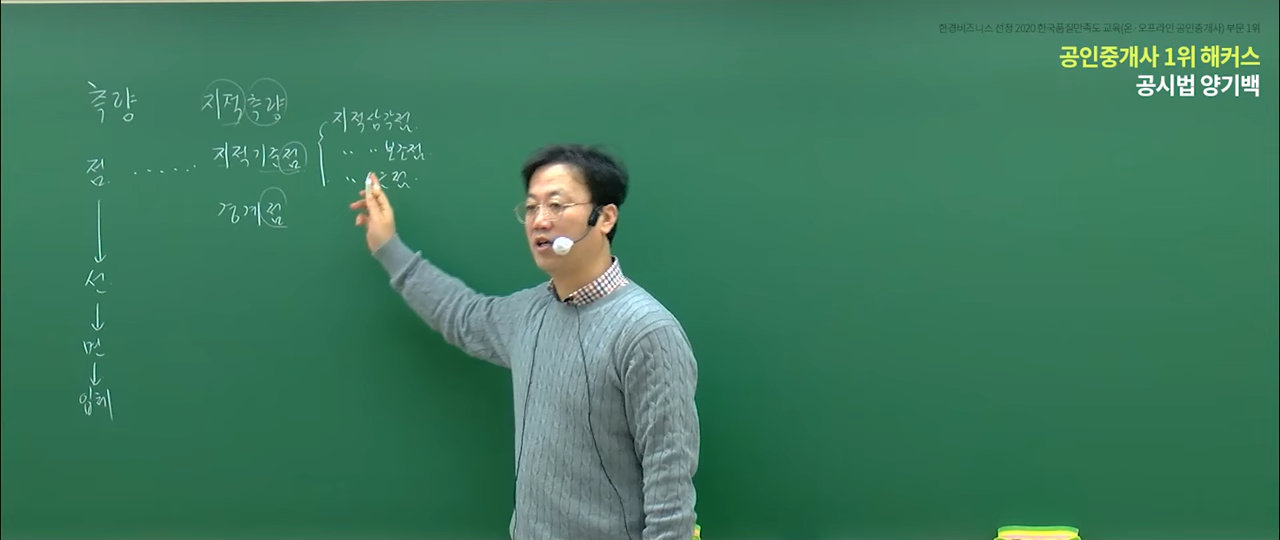 한경비즈니스 선정 2020 한국품질만족도 교육(온·오프라인 공인중개사) 부문 1위
공인중개사 1위 해커스
공시법 양기백
측량 지적측량
점. ...... 지적기준점 { 지적삼각점.
" " 보조점.
" 점.
경계점
선.
면
입체